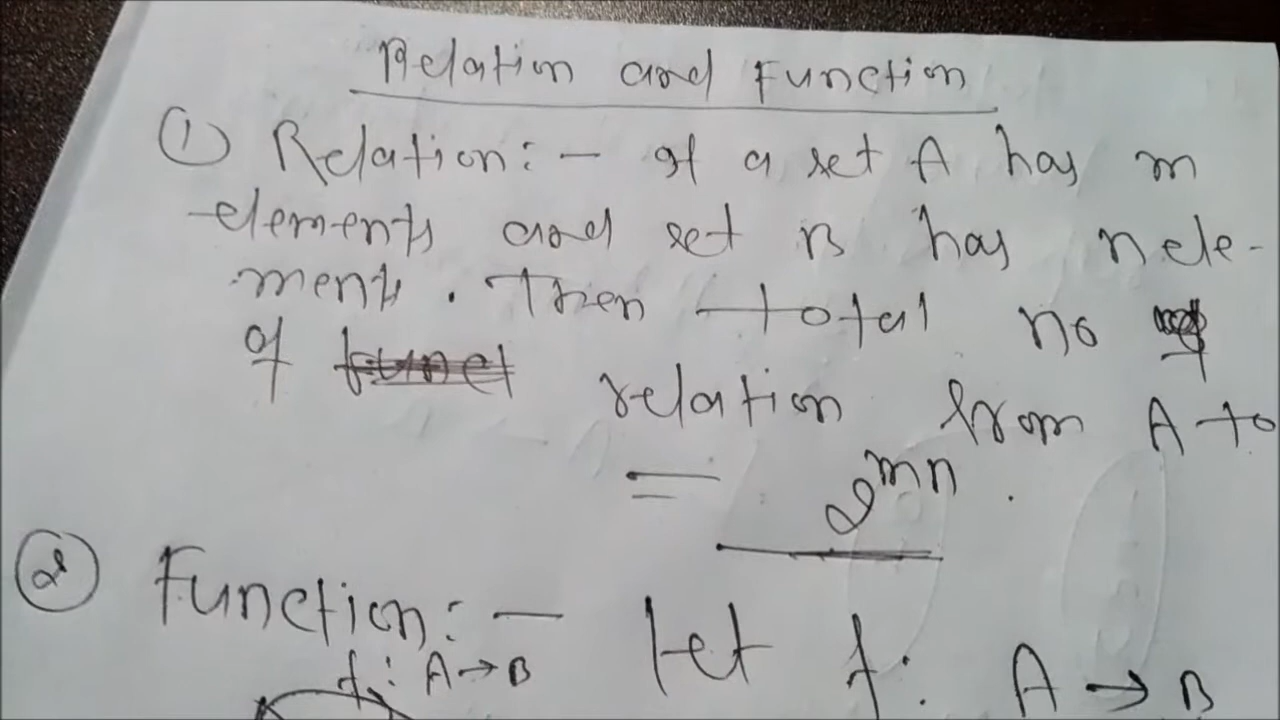 Relation and Function
① Relation: - If a set A has m
elements and set B has n ele-
ments. Then total no
of relation from A to
= 2^mn.
② Function: - let f: A → B
f: A → B